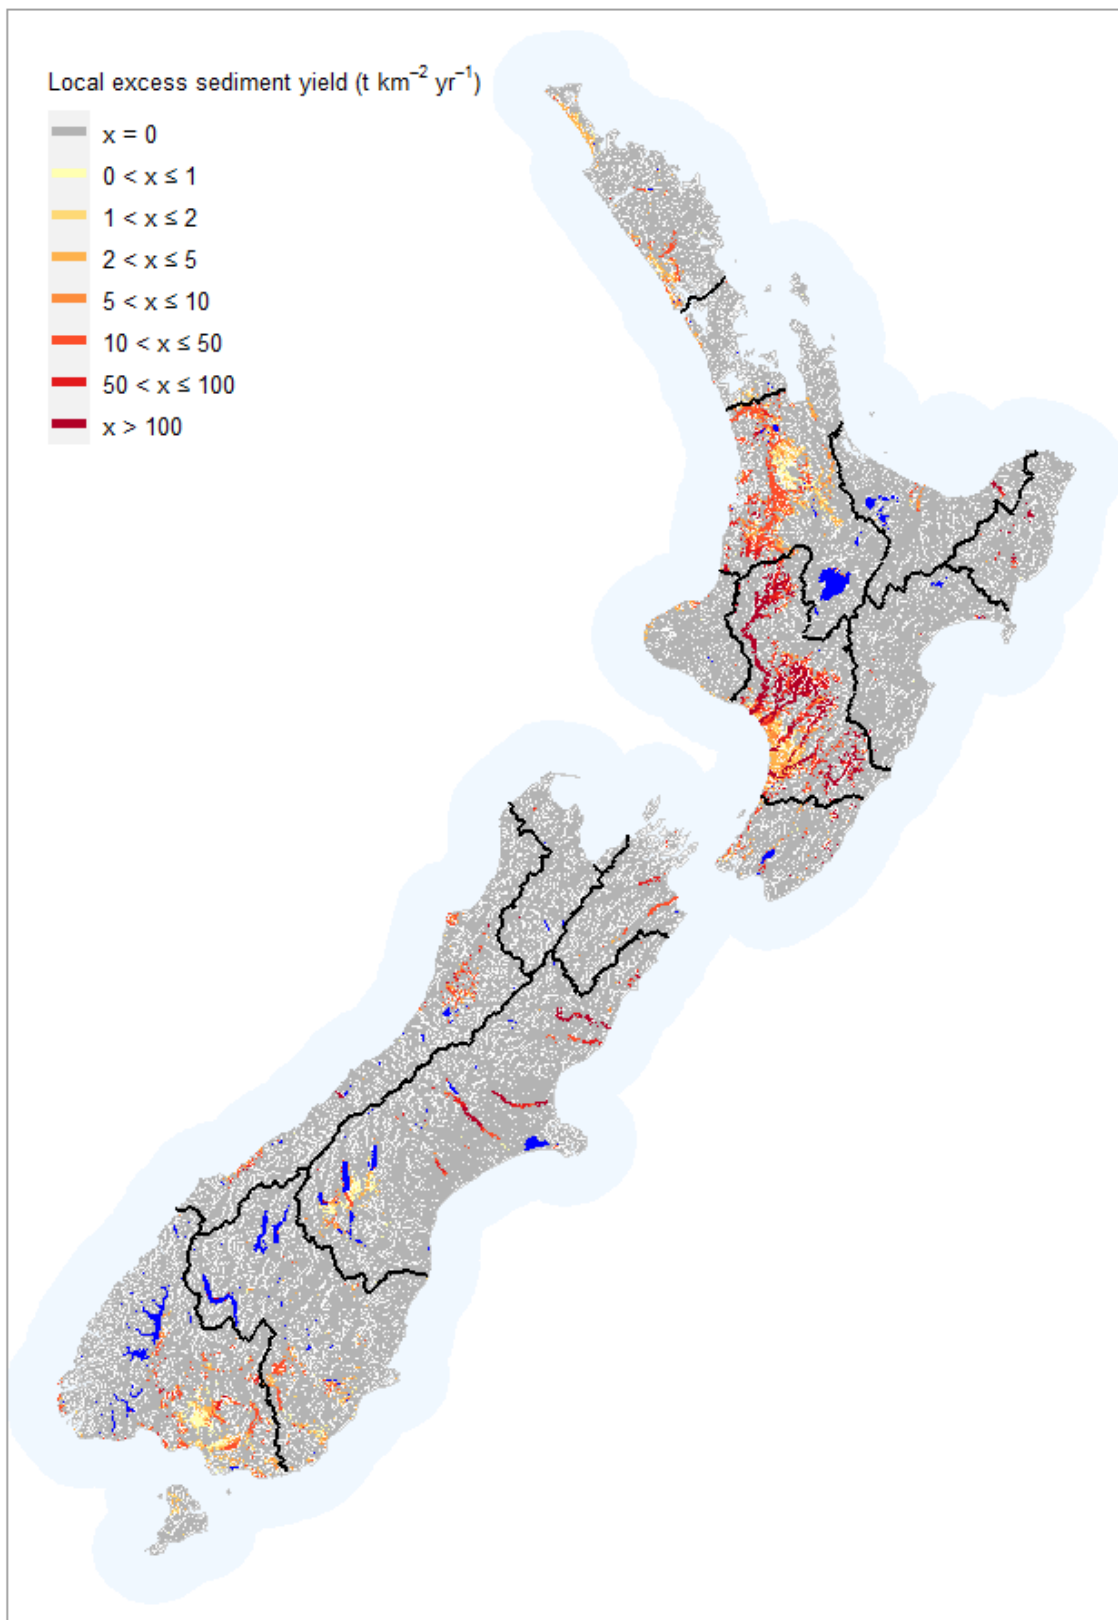 Local excess sediment yield (t km⁻² yr⁻¹)
x = 0
0 < x ≤ 1
1 < x ≤ 2
2 < x ≤ 5
5 < x ≤ 10
10 < x ≤ 50
50 < x ≤ 100
x > 100